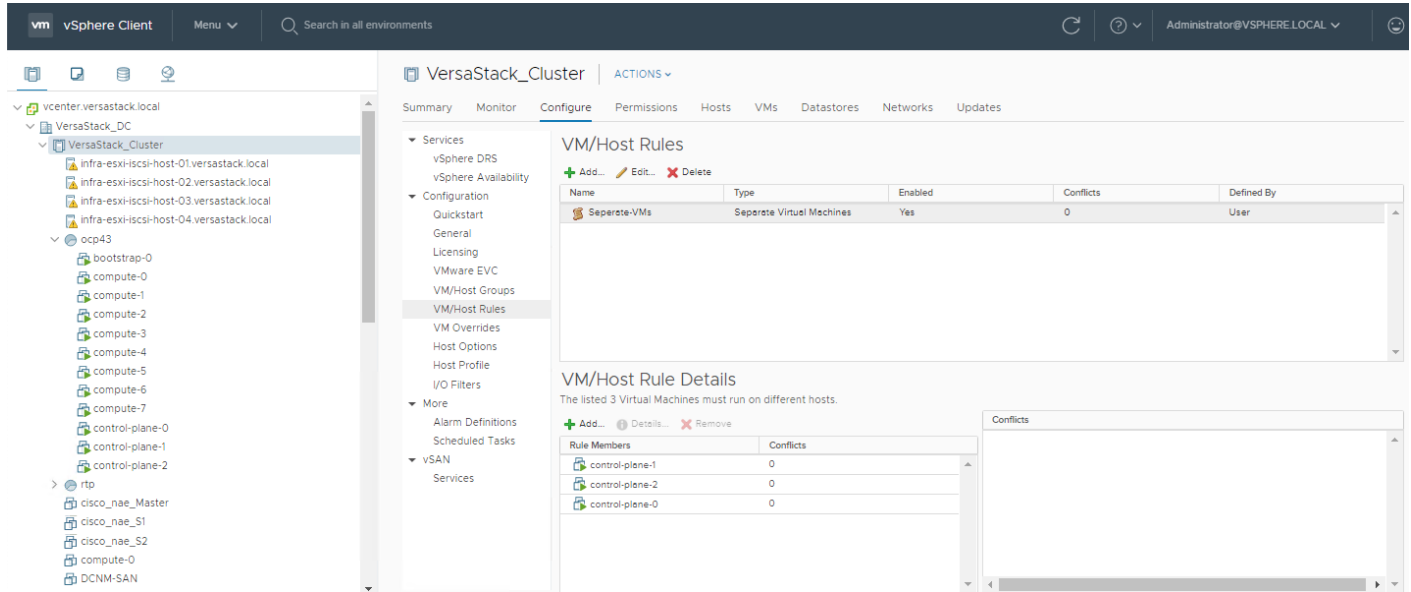 vm vSphere Client Menu Search in all environments Administrator@VSPHERE.LOCAL
vcenter.versastack.local
VersaStack_DC
VersaStack_Cluster
infra-esxi-iscsi-host-01.versastack.local
infra-esxi-iscsi-host-02.versastack.local
infra-esxi-iscsi-host-03.versastack.local
infra-esxi-iscsi-host-04.versastack.local
ocp43
bootstrap-0
compute-0
compute-1
compute-2
compute-3
compute-4
compute-5
compute-6
compute-7
control-plane-0
control-plane-1
control-plane-2
rtp
cisco_nae_Master
cisco_nae_S1
cisco_nae_S2
compute-0
DCNM-SAN
VersaStack_Cluster ACTIONS
Summary Monitor Configure Permissions Hosts VMs Datastores Networks Updates
Services
vSphere DRS
vSphere Availability
Configuration
Quickstart
General
Licensing
VMware EVC
VM/Host Groups
VM/Host Rules
VM Overrides
Host Options
Host Profile
I/O Filters
More
Alarm Definitions
Scheduled Tasks
vSAN
Services
VM/Host Rules
Add... Edit... Delete
Name Type Enabled Conflicts Defined By
Seperete-VMs Separate Virtual Machines Yes 0 User
VM/Host Rule Details
The listed 3 Virtual Machines must run on different hosts.
Add... Details... Remove
Rule Members Conflicts
control-plane-1 0
control-plane-2 0
control-plane-0 0
Conflicts